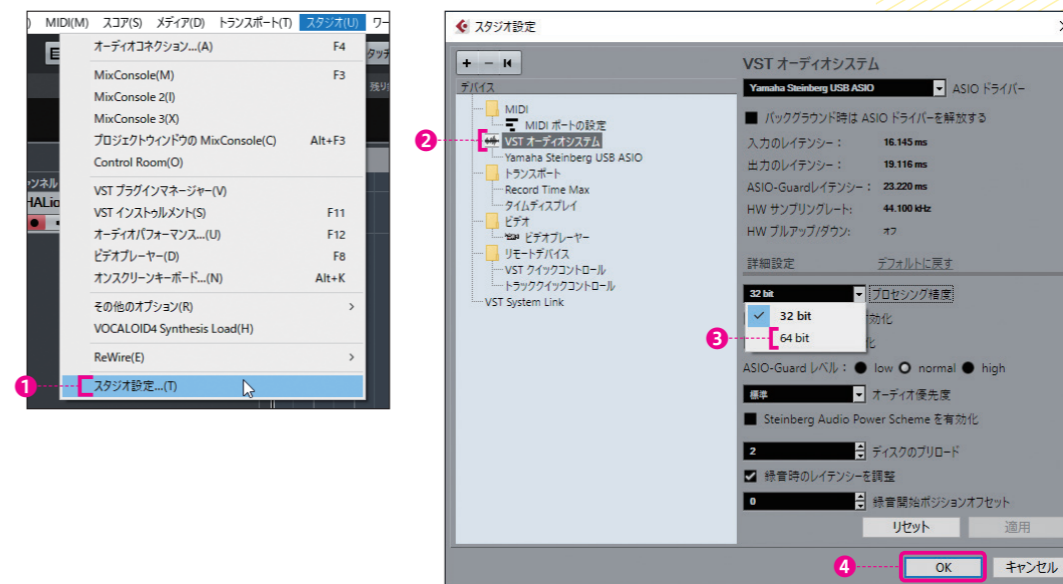 MIDI(M) スコア(S) メディア(D) トランスポート(T) スタジオ(U) ワー
オーディオコネクション...(A) F4
MixConsole(M) F3
MixConsole 2(I)
MixConsole 3(X)
プロジェクトウィンドウの MixConsole(C) Alt+F3
Control Room(O)
VST プラグインマネージャー(V)
VST インストゥルメント(S) F11
オーディオパフォーマンス...(U) F12
ビデオプレーヤー(D) F8
オンスクリーンキーボード...(N) Alt+K
その他のオプション(R) >
VOCALOID4 Synthesis Load(H)
ReWire(E) >
❶ スタジオ設定...(T)
タッチ
残り
ャンネル
HALio
スタジオ設定
デバイス
MIDI
MIDI ポートの設定
❷ VST オーディオシステム
Yamaha Steinberg USB ASIO
トランスポート
Record Time Max
タイムディスプレイ
ビデオ
ビデオプレーヤー
リモートデバイス
VST クイッククコントロール
トラッククイックコントロール
VST System Link
VST オーディオシステム
Yamaha Steinberg USB ASIO ASIO ドライバー
バックグラウンド時は ASIO ドライバーを解放する
入力のレイテンシー： 16.145 ms
出力のレイテンシー： 19.116 ms
ASIO-Guardレイテンシー： 23.220 ms
HW サンプリングレート: 44.100 kHz
HW プルアップ/ダウン: オフ
詳細設定 デフォルトに戻す
32 bit プロセシング精度
32 bit 効化
❸ 64 bit 化
ASIO-Guard レベル： low normal high
標準 オーディオ優先度
Steinberg Audio Power Scheme を有効化
2 ディスクのプリロード
録音時のレイテンシーを調整
0 録音開始ポジションオフセット
リセット 適用
❹ OK キャンセル